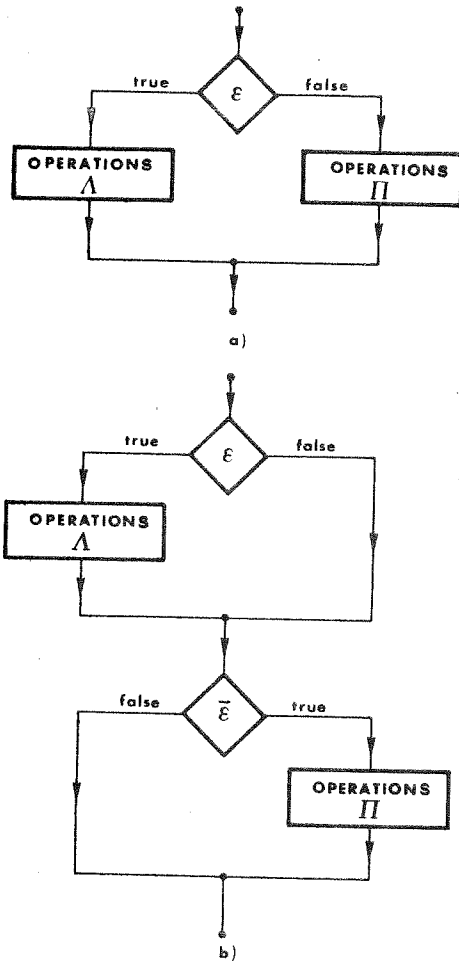 ε
true false
OPERATIONS
Λ
OPERATIONS
Π
a)
ε
true false
OPERATIONS
Λ
ε̄
false true
OPERATIONS
Π
b)